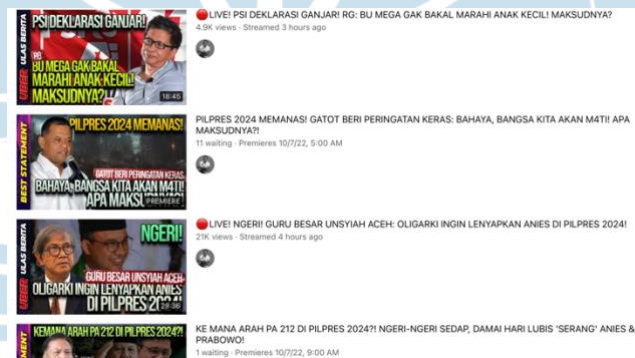 UBER ULAS BERITA
PSI DEKLARASI GANJAR!
RG:
BU MEGA GAK BAKAL
MARAHI ANAK KECIL!
MAKSUDNYA?!
18:45
🔴LIVE! PSI DEKLARASI GANJAR! RG: BU MEGA GAK BAKAL MARAHI ANAK KECIL! MAKSUDNYA?
4.9K views · Streamed 3 hours ago
BEST STATEMENT
PILPRES 2024 MEMANAS!
GATOT BERI PERINGATAN KERAS:
BAHAYA, BANGSA KITA AKAN M4TI!
APA
PREMIERE
PILPRES 2024 MEMANAS! GATOT BERI PERINGATAN KERAS: BAHAYA, BANGSA KITA AKAN M4TI! APA
MAKSUDNYA?!
11 waiting · Premieres 10/7/22, 5:00 AM
UBER ULAS BERITA
NGERI!
GURU BESAR UNSYIAH ACEH:
OLIGARKI INGIN LENYAPKAN ANIES
DI PILPRES 2024!
29:36
🔴LIVE! NGERI! GURU BESAR UNSYIAH ACEH: OLIGARKI INGIN LENYAPKAN ANIES DI PILPRES 2024!
21K views · Streamed 4 hours ago
KEMANA ARAH PA 212 DI PILPRES 2024?!
KE MANA ARAH PA 212 DI PILPRES 2024?! NGERI-NGERI SEDAP, DAMAI HARI LUBIS 'SERANG' ANIES &
PRABOWO!
1 waiting · Premieres 10/7/22, 9:00 AM